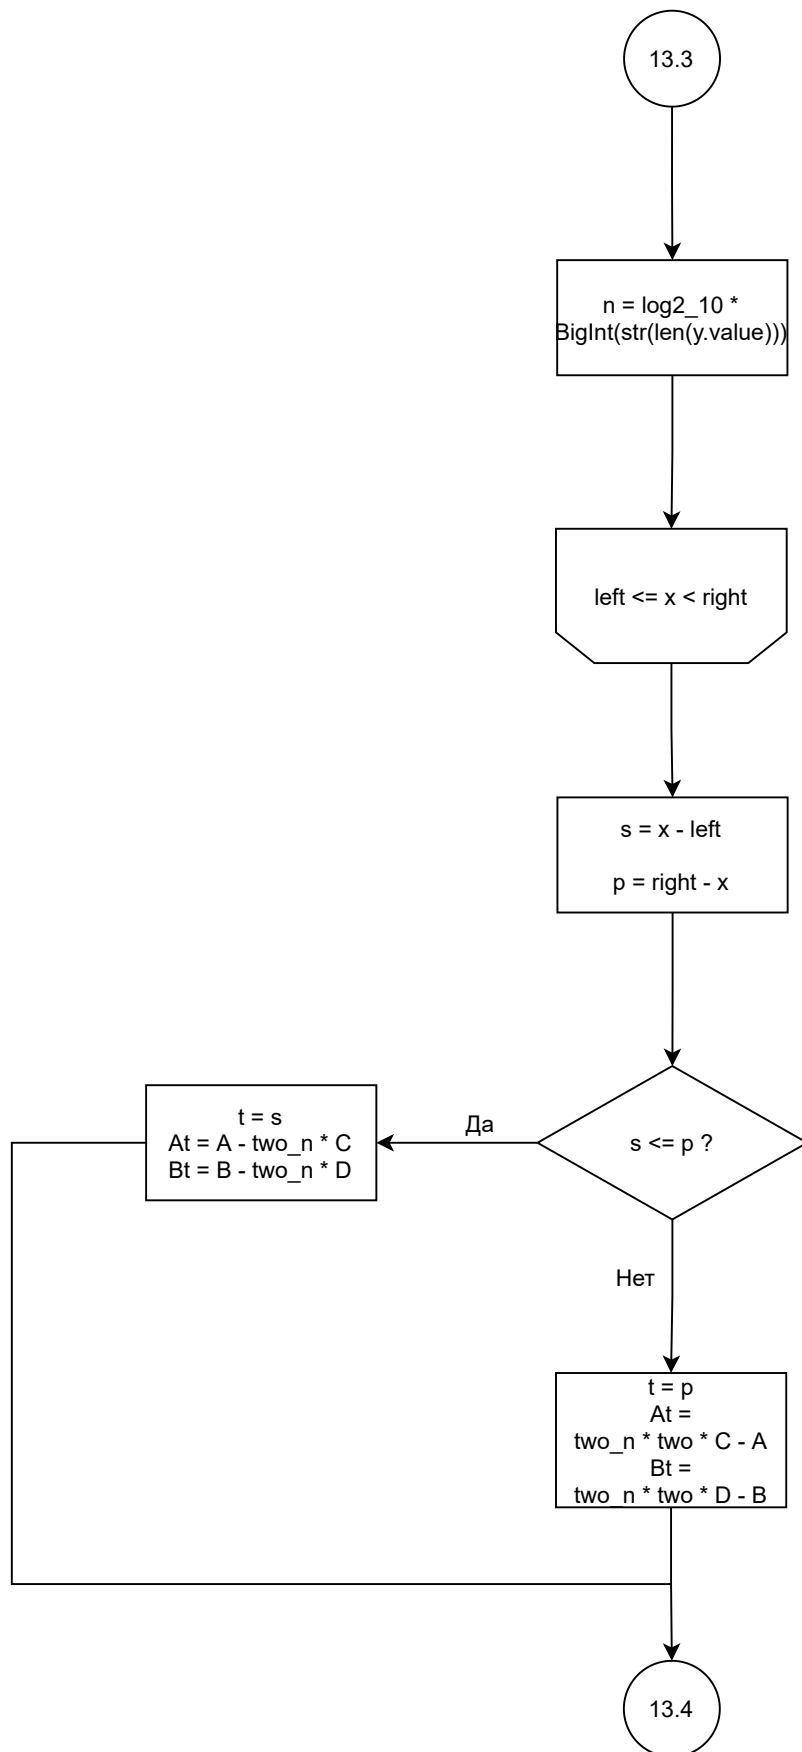 13.3
n = log2_10 *
BigInt(str(len(y.value)))
left <= x < right
s = x - left
p = right - x
s <= p ?
Да
t = s
At = A - two_n * C
Bt = B - two_n * D
Нет
t = p
At =
two_n * two * C - A
Bt =
two_n * two * D - B
13.4